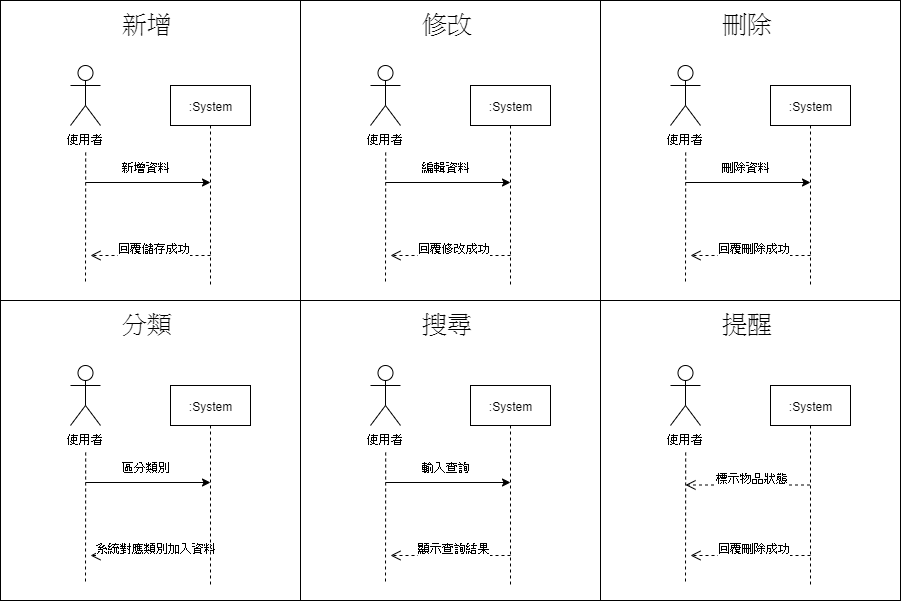 新增
:System
使用者
新增資料
回覆儲存成功
修改
:System
使用者
編輯資料
回覆修改成功
刪除
:System
使用者
刪除資料
回覆刪除成功
分類
:System
使用者
區分類別
系統對應類別加入資料
搜尋
:System
使用者
輸入查詢
顯示查詢結果
提醒
:System
使用者
標示物品狀態
回覆刪除成功